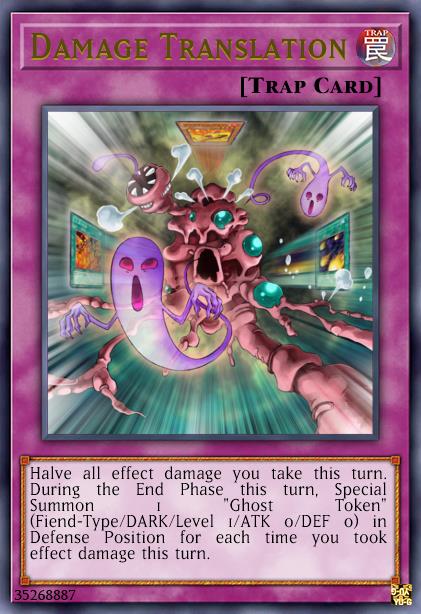 DAMAGE TRANSLATION
TRAP
罠
[TRAP CARD]
Halve all effect damage you take this turn.
During the End Phase this turn, Special
Summon 1 "Ghost Token"
(Fiend-Type/DARK/Level 1/ATK 0/DEF 0) in
Defense Position for each time you took
effect damage this turn.
35268887